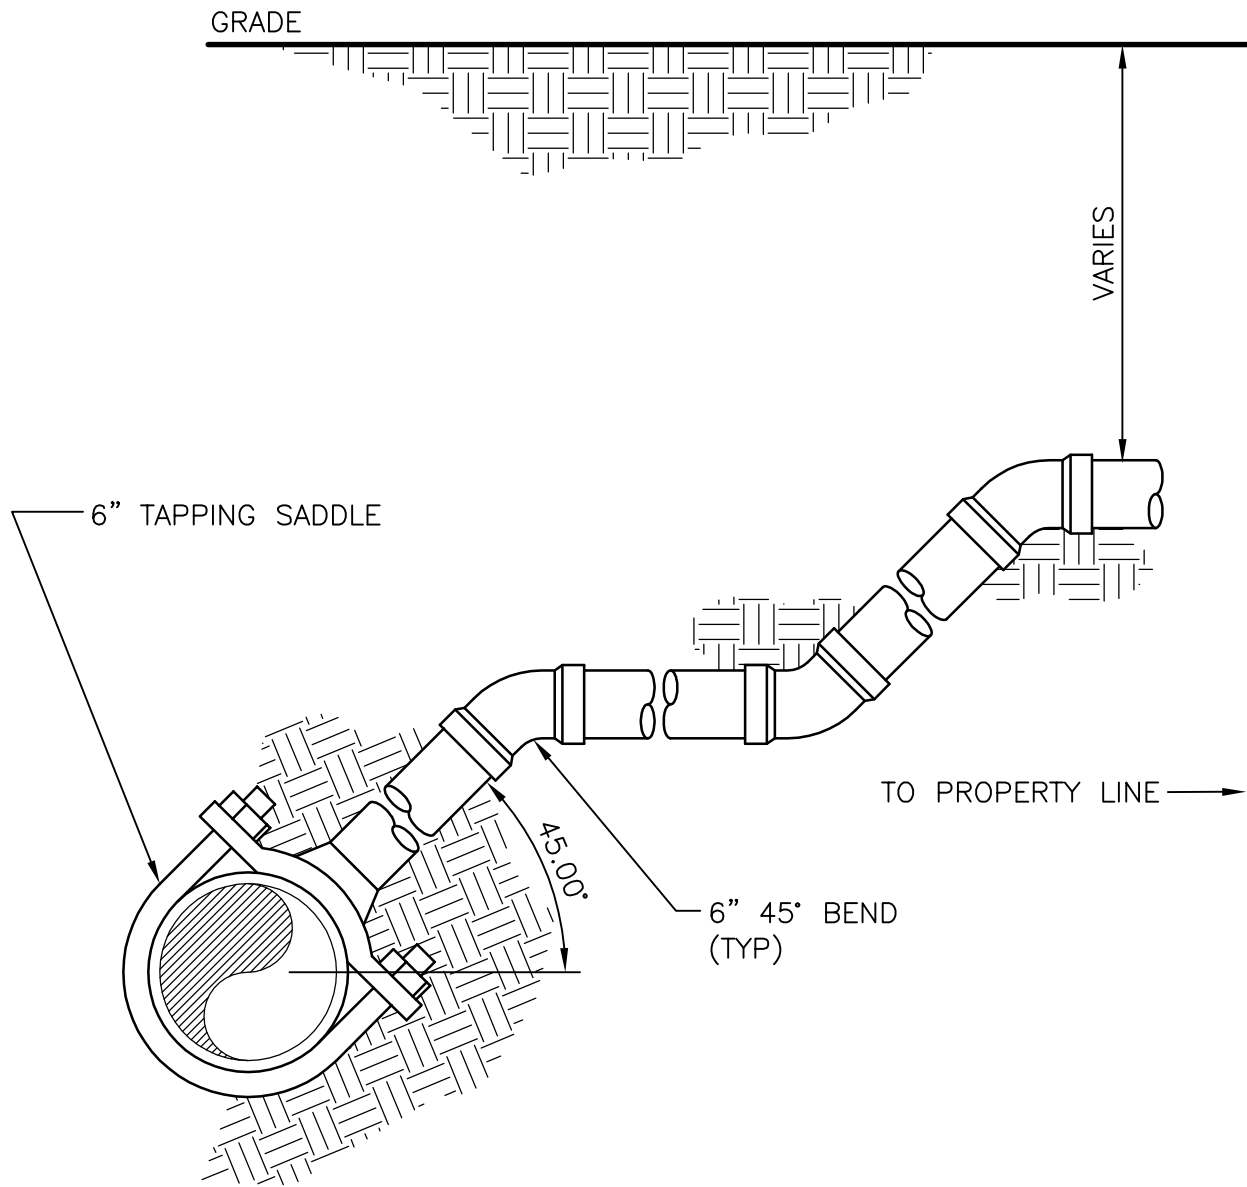 GRADE
VARIES
6” TAPPING SADDLE
TO PROPERTY LINE
45.00°
6” 45° BEND
(TYP)